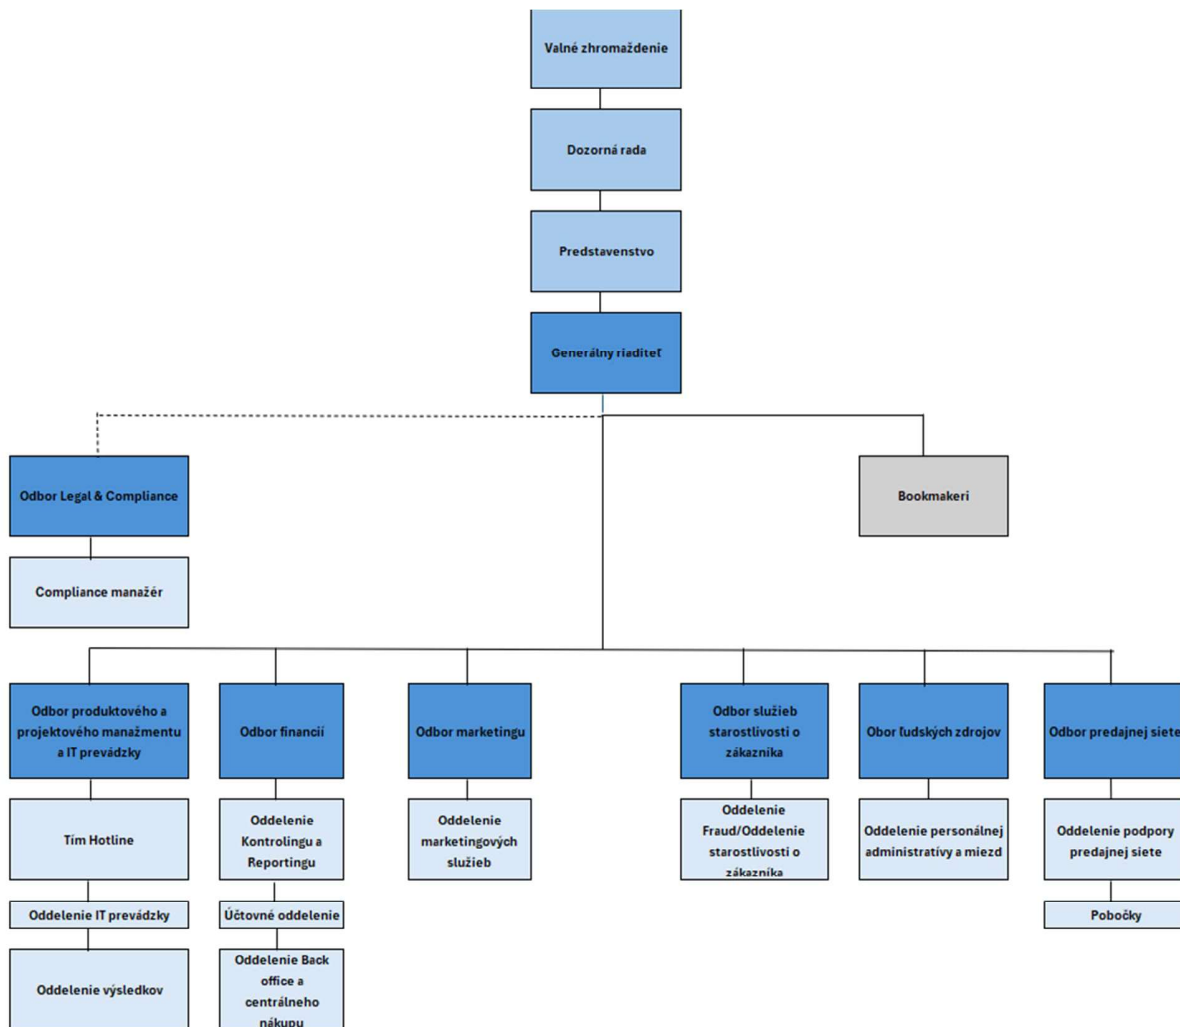 Valné zhromaždenie
Dozorná rada
Predstavenstvo
Generálny riaditeľ
Odbor Legal & Compliance
Bookmakeri
Compliance manažér
Odbor produktového a
projektového manažmentu
a IT prevádzky
Odbor financií
Odbor marketingu
Odbor služieb
starostlivosti o
zákazníka
Obor ľudských zdrojov
Odbor predajnej siete
Tím Hotline
Oddelenie
Kontrolingu a
Reportingu
Oddelenie
marketingových
služieb
Oddelenie
Fraud/Oddelenie
starostlivosti o
zákazníka
Oddelenie personálnej
administratívy a miezd
Oddelenie podpory
predajnej siete
Oddelenie IT prevádzky
Účtovné oddelenie
Pobočky
Oddelenie výsledkov
Oddelenie Back
office a
centrálneho
nákupu